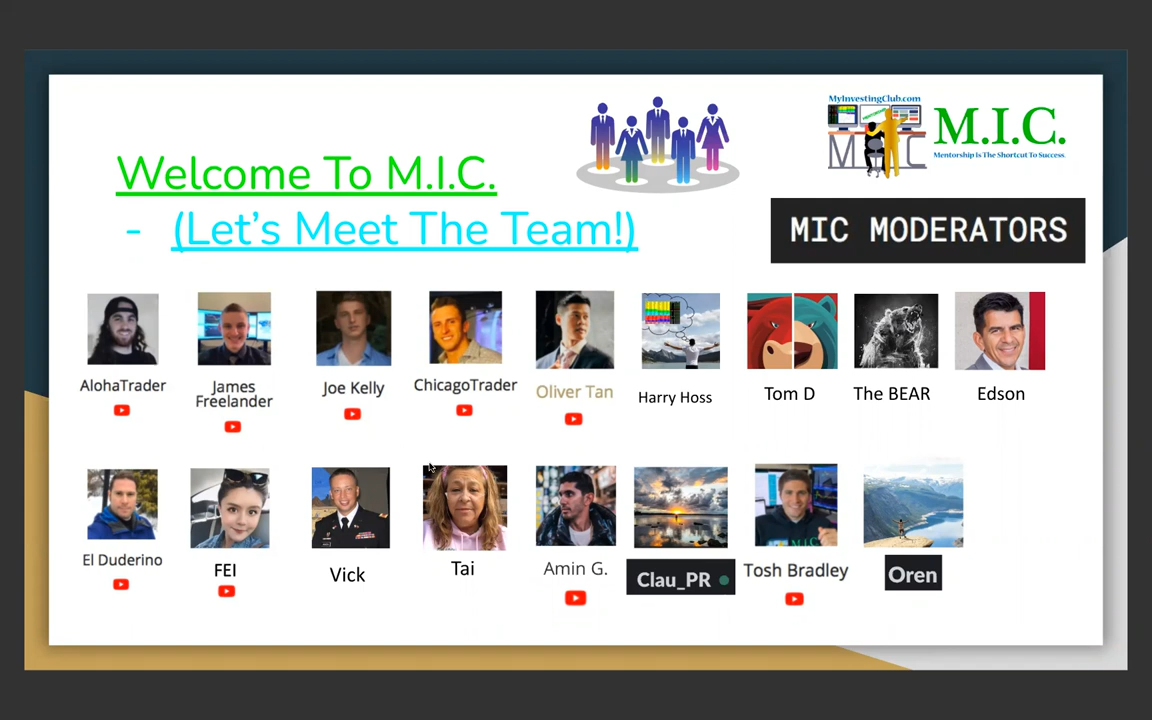 MyInvestingClub.com
M.I.C.
Mentorship Is The Shortcut To Success.
M I C
Welcome To M.I.C.
- (Let's Meet The Team!)
MIC MODERATORS
AlohaTrader
James
Freelander
Joe Kelly
ChicagoTrader
Oliver Tan
Harry Hoss
Tom D
The BEAR
Edson
El Duderino
FEI
Vick
Tai
Amin G.
Clau_PR
Tosh Bradley
Oren